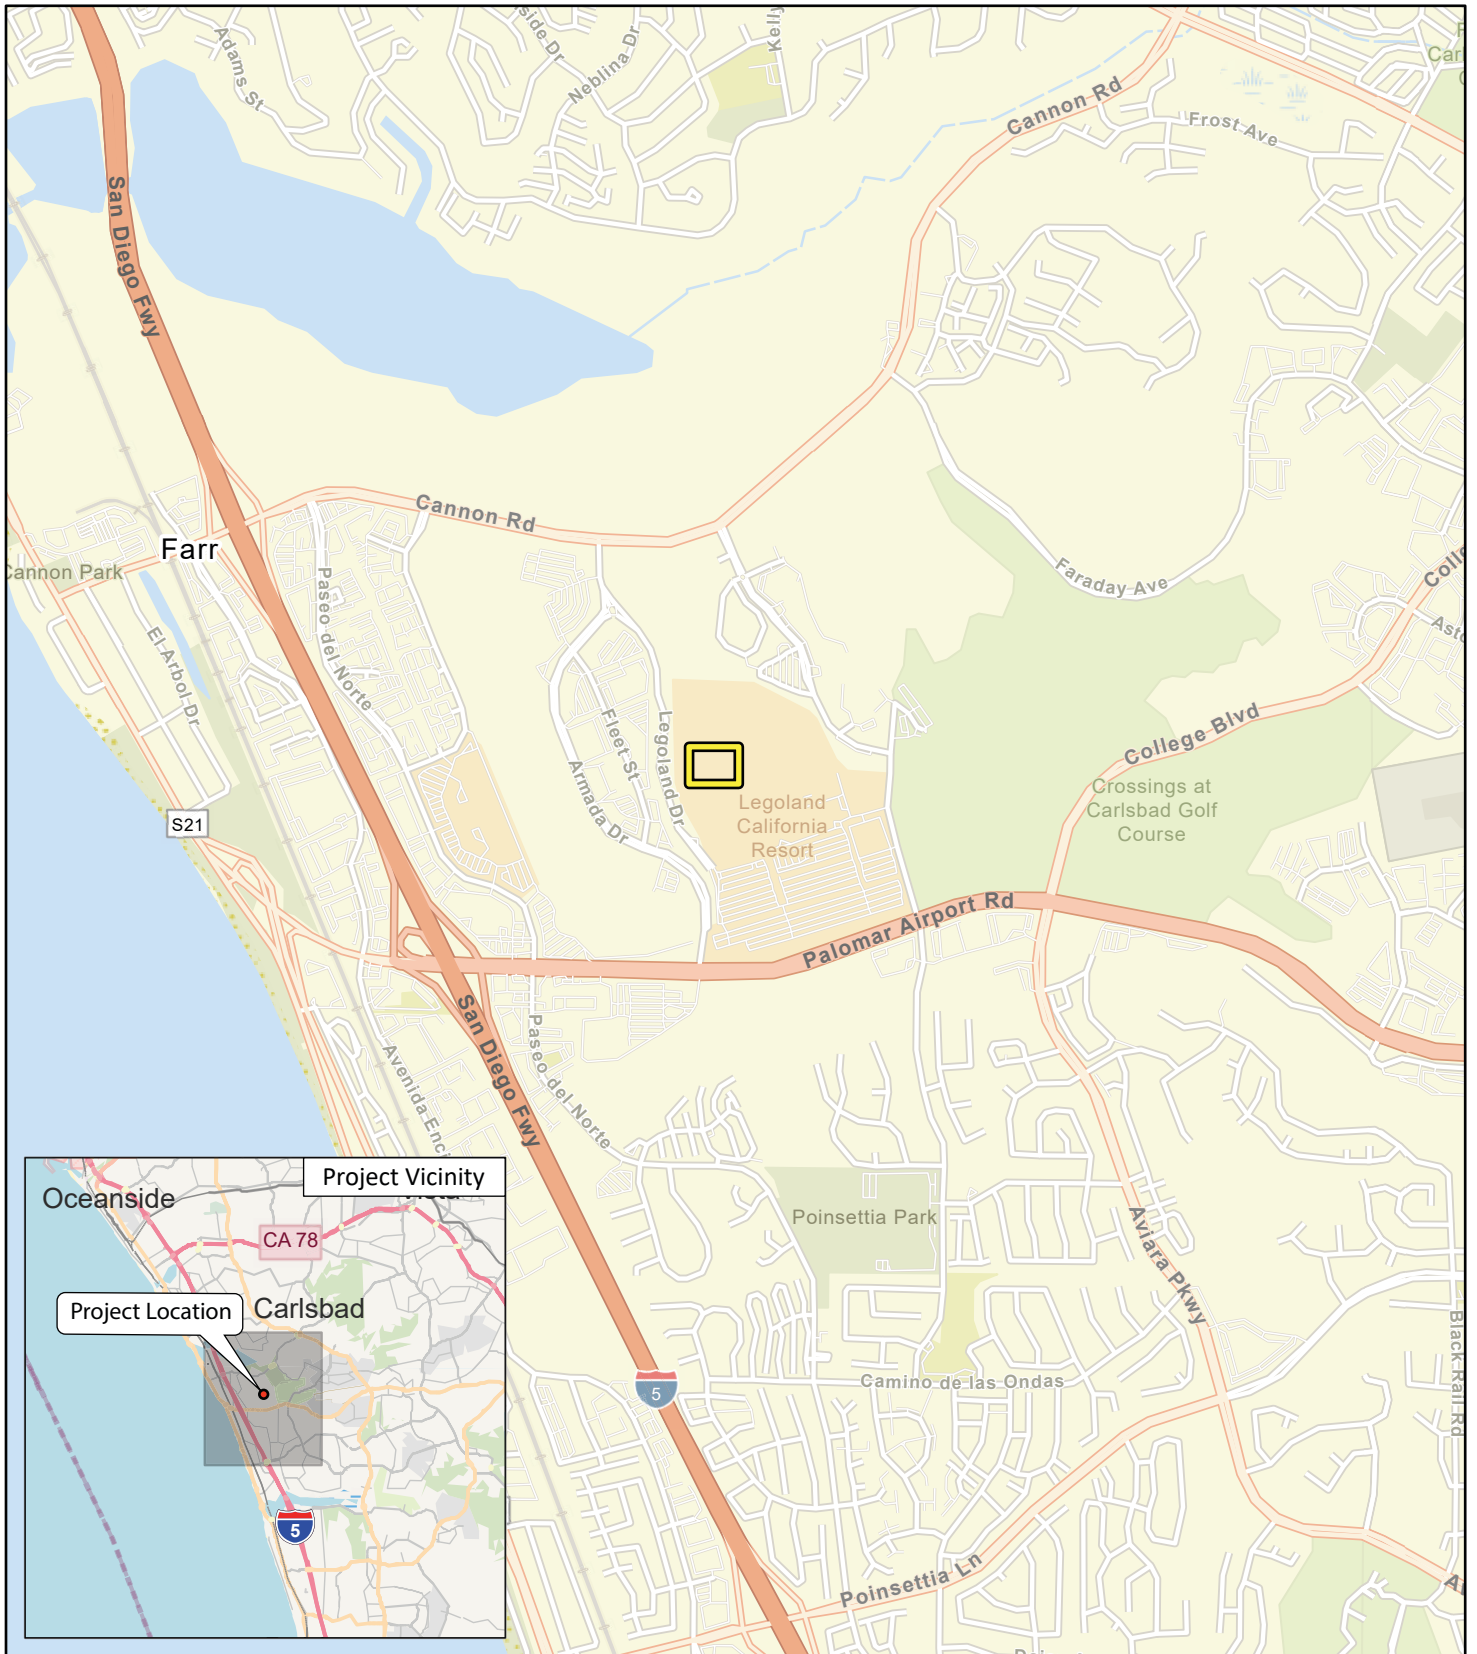 Adams St
Neblina Dr
Cannon Rd
Frost Ave
San Diego Fwy
Cannon Rd
Farr
Cannon Park
Paseo del Norte
El Arbol Dr
Faraday Ave
Fleet St
Legoland Dr
Armada Dr
College Blvd
Legoland
California
Resort
Crossings at
Carlsbad Golf
Course
S21
Palomar Airport Rd
San Diego Fwy
Paseo del Norte
Poinsettia Park
Aviara Pkwy
Black Rail Rd
Camino de las Ondas
5
Poinsettia Ln
Project Vicinity
Oceanside
CA 78
Project Location
Carlsbad
5